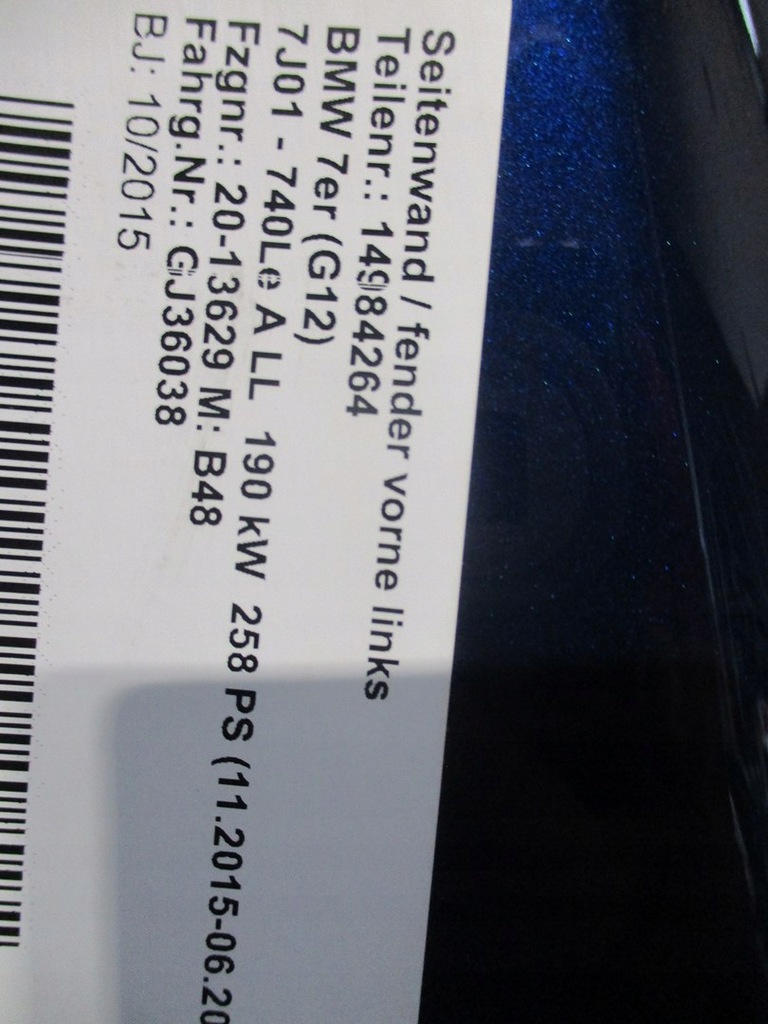 Seitenwand / fender vorne links
Teilenr.: 14984264
BMW 7er (G12)
7J01 - 740Le A LL 190 kW 258 PS (11.2015-06.20
Fzgnr.: 20-13629 M: B48
Fahrg.Nr.: GJ36038
BJ: 10/2015